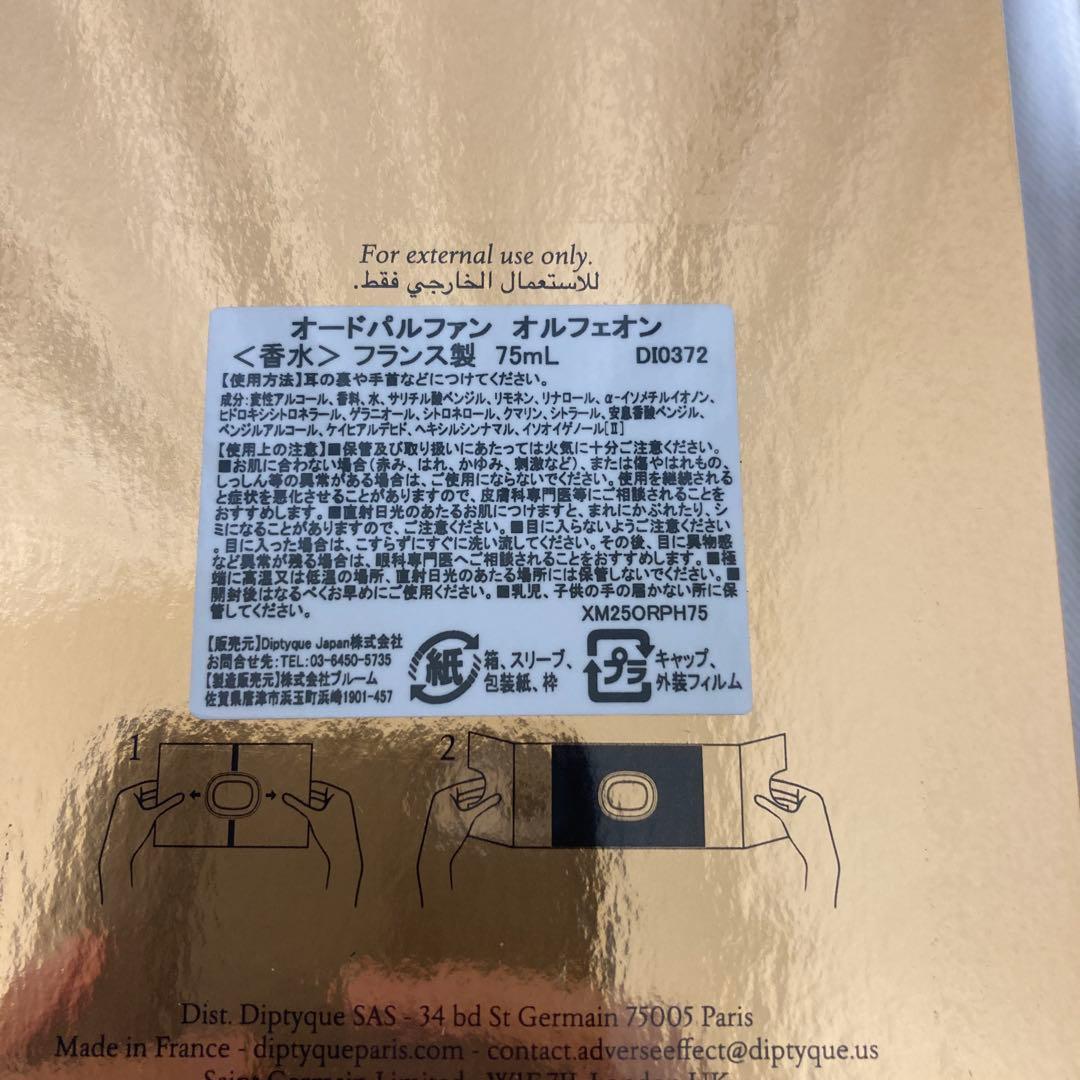 For external use only.
للاستعمال الخارجي فقط.
オードパルファン オルフェオン
＜香水＞ フランス製 75mL DI0372
【使用方法】耳の裏や手首などにつけてください。
成分：変性アルコール、香料、水、サリチル酸ベンジル、リモネン、リナロール、α-イソメチルイオノン、
ヒドロキシシトロネラール、ゲラニオール、シトロネロール、クマリン、シトラール、安息香酸ベンジル、
ベンジルアルコール、ケイヒアルデヒド、ヘキシルシンナマル、イソオイゲノール[Ⅱ]
【使用上の注意】■保管及び取り扱いにあたっては火気に十分ご注意ください。
■お肌に合わない場合(赤み、はれ、かゆみ、刺激など)、または傷やはれもの、
しっしん等の異常がある場合は、ご使用にならないでください。使用を継続される
と症状を悪化させることがありますので、皮膚科専門医等にご相談されることを
おすすめします。■直射日光のあたるお肌につけますと、まれにかぶれたり、シ
ミになることがありますので、ご注意ください。■目に入らないようご注意ください
。目に入った場合は、こすらずにすぐに洗い流してください。その後、目に異物感
など異常が残る場合は、眼科専門医へご相談されることをおすすめします。■極
端に高温又は低温の場所、直射日光のあたる場所には保管しないでください。■
開封後はなるべくお早めにご使用ください。■乳児、子供の手の届かない所に保
管してください。 XM25ORPH75
【販売元】Diptyque Japan株式会社
お問合せ先：TEL:03-6450-5735
【製造販売元】株式会社ブルーム
佐賀県唐津市浜玉町浜崎1901-457
紙 箱、スリーブ、
包装紙、枠
プラ キャップ、
外装フィルム
1 2
Dist. Diptyque SAS - 34 bd St Germain 75005 Paris
Made in France - diptyqueparis.com - contact.adverseeffect@diptyque.us
Saint Germain Limited - W1F 7JL London UK